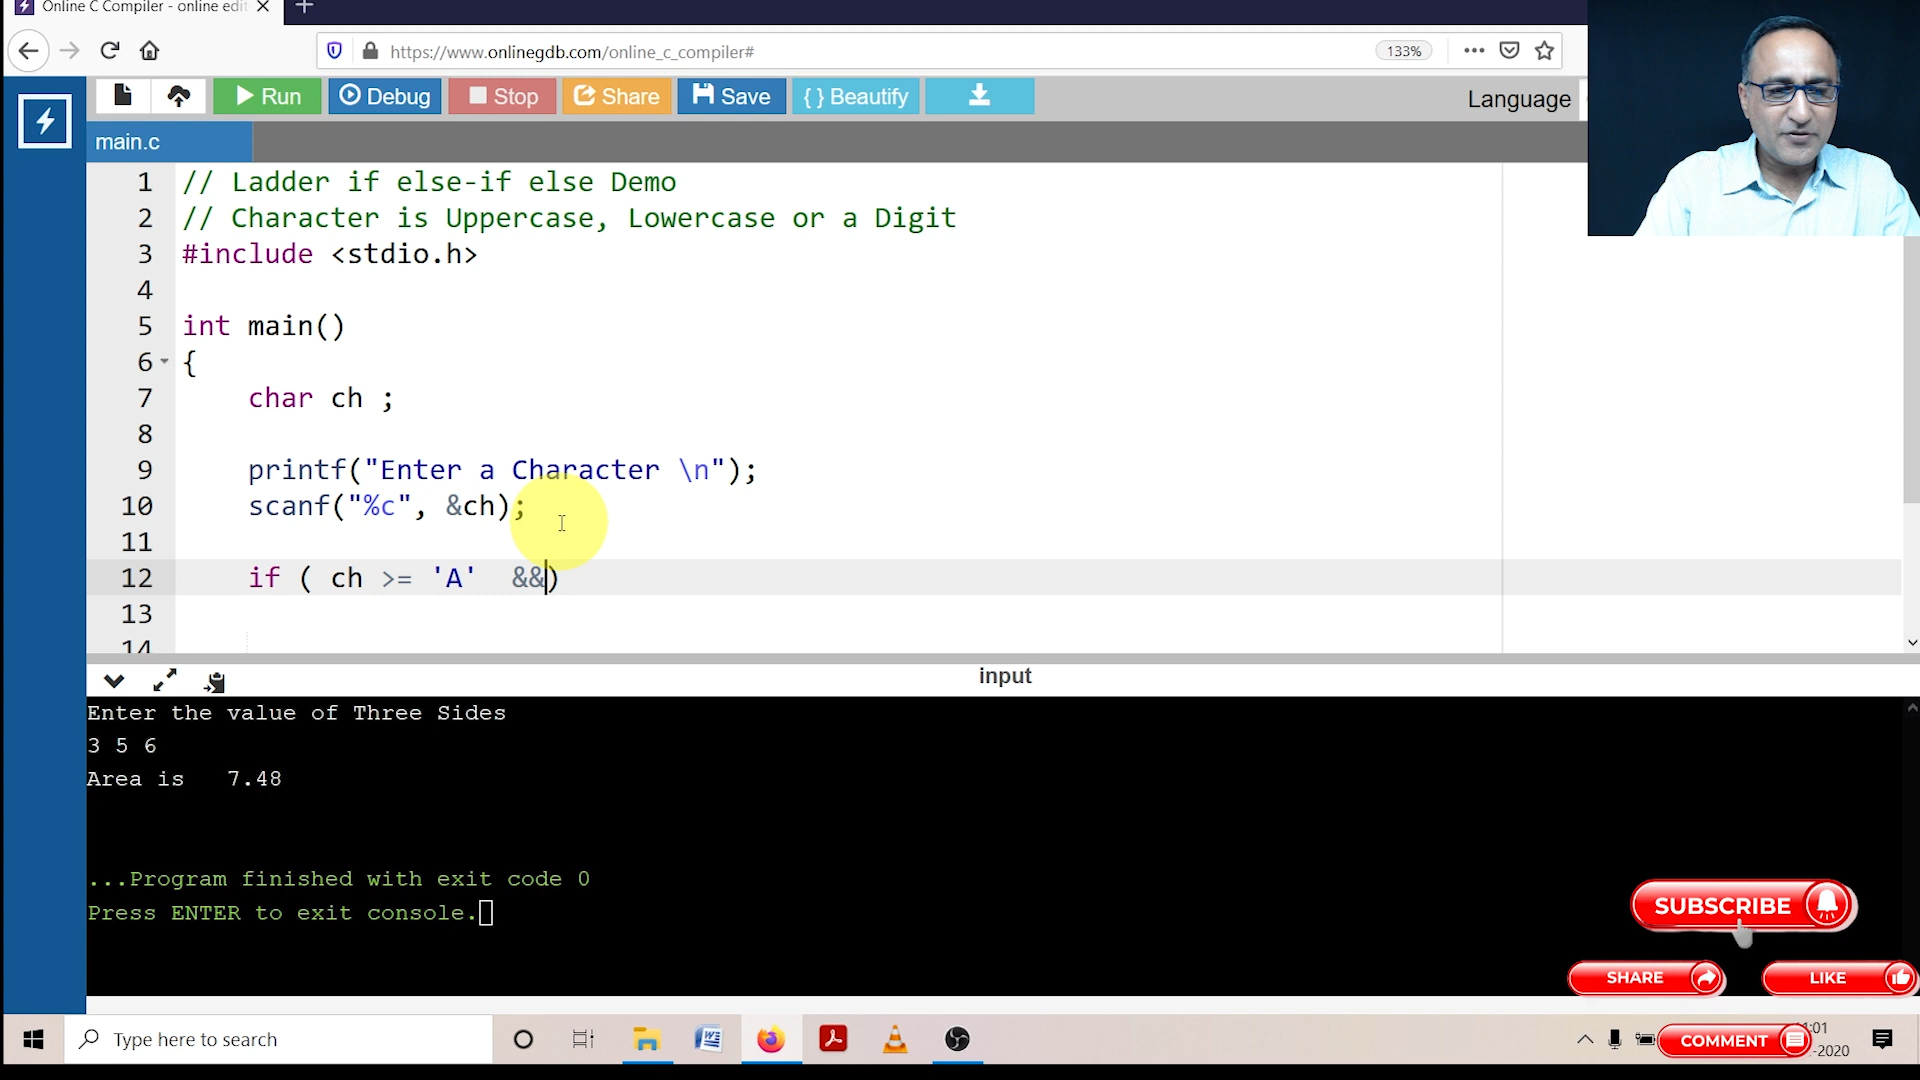 Online C Compiler - online edit
https://www.onlinegdb.com/online_c_compiler#
133%
Run
Debug
Stop
Share
Save
{ } Beautify
Language
main.c
1 // Ladder if else-if else Demo
2 // Character is Uppercase, Lowercase or a Digit
3 #include <stdio.h>
4
5 int main()
6 {
7 char ch ;
8
9 printf("Enter a Character \n");
10 scanf("%c", &ch);
11
12 if ( ch >= 'A'  &&)
13
14
input
Enter the value of Three Sides
3 5 6
Area is   7.48
...Program finished with exit code 0
Press ENTER to exit console.
SUBSCRIBE
SHARE
LIKE
Type here to search
COMMENT
-2020